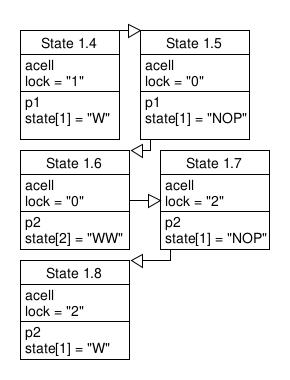 State 1.4
acell
lock = "1"
p1
state[1] = "W"
State 1.5
acell
lock = "0"
p1
state[1] = "NOP"
State 1.6
acell
lock = "0"
p2
state[2] = "WW"
State 1.7
acell
lock = "2"
p2
state[1] = "NOP"
State 1.8
acell
lock = "2"
p2
state[1] = "W"